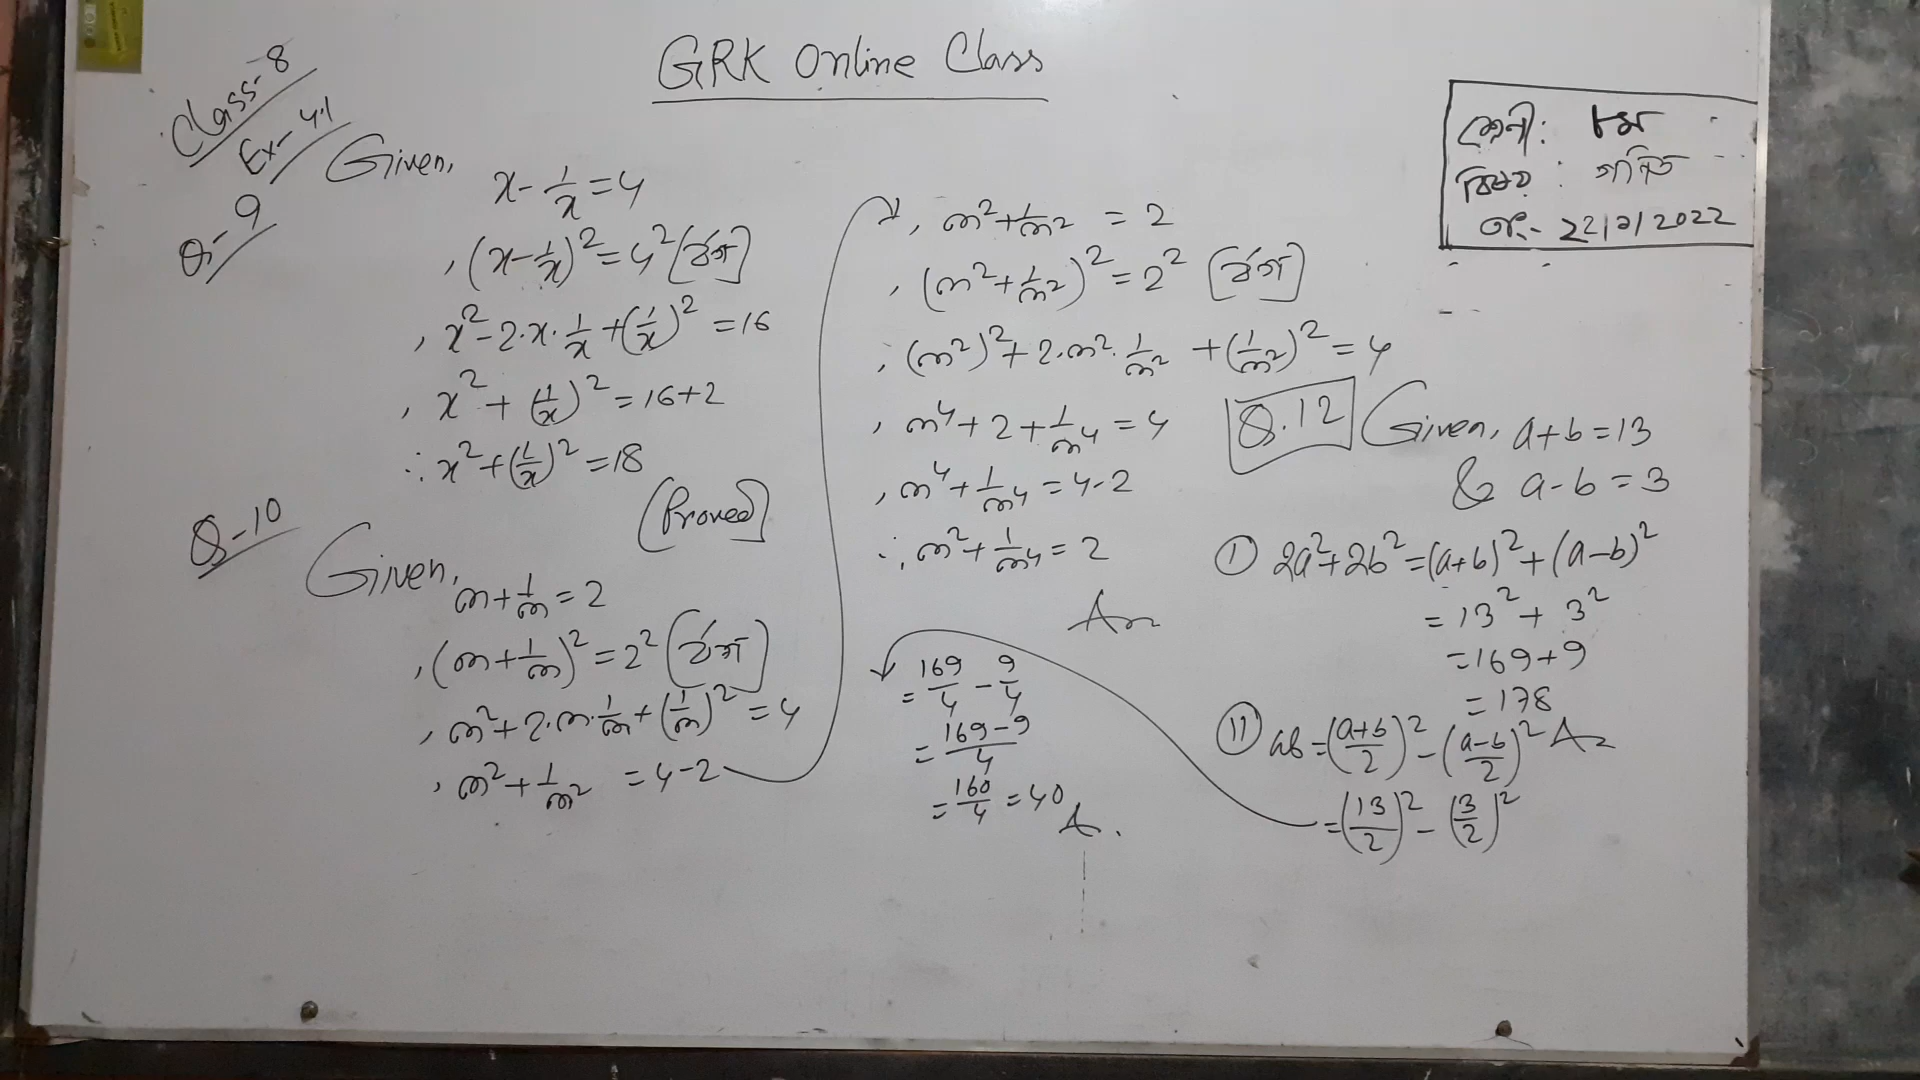 GRK Online Class
Class-8
Ex-4.1
শ্রেনী: ৮ম
বিষয়: গনিত
তাং- 22/2/2022
Q-9
Given,
x - 1/x = 4
, (x - 1/x)² = 4² [বর্গ]
, x² - 2·x·1/x + (1/x)² = 16
, x² + (1/x)² = 16+2
∴ x² + (1/x)² = 18
(Proved]
Q-10
Given,
m + 1/m = 2
, (m + 1/m)² = 2² [বর্গ]
, m² + 2·m·1/m + (1/m)² = 4
, m² + 1/m² = 4-2
, m² + 1/m² = 2
, (m² + 1/m²)² = 2² [বর্গ]
, (m²)² + 2·m²·1/m² + (1/m²)² = 4
, m⁴ + 2 + 1/m⁴ = 4
, m⁴ + 1/m⁴ = 4-2
∴, m² + 1/m⁴ = 2
Q.12
Given, a+b = 13
& a-b = 3
(I) 2a² + 2b² = (a+b)² + (a-b)²
= 13² + 3²
= 169+9
= 178
(II) ab = (a+b/2)² - (a-b/2)²
= (13/2)² - (3/2)²
= 169/4 - 9/4
= 169-9/4
= 160/4 = 40